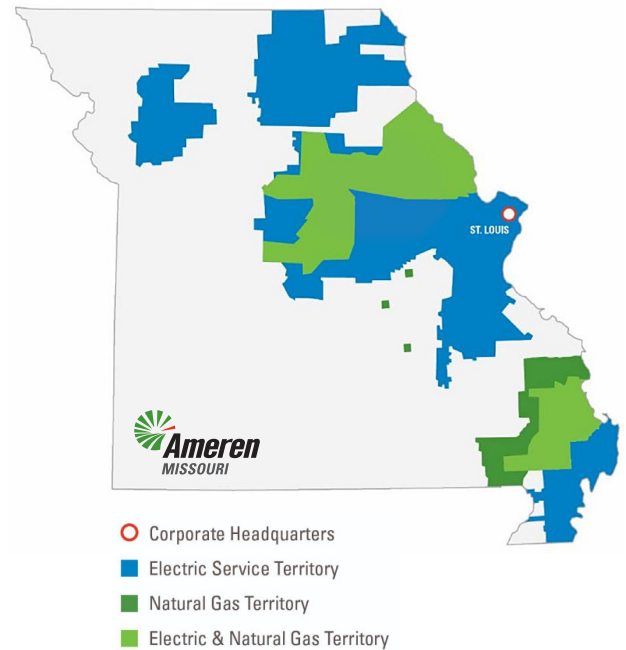 ST. LOUIS
Ameren
MISSOURI
Corporate Headquarters
Electric Service Territory
Natural Gas Territory
Electric & Natural Gas Territory